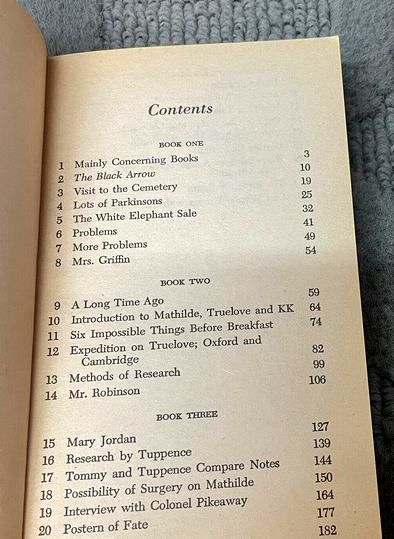 Contents
BOOK ONE
1 Mainly Concerning Books 3
2 The Black Arrow 10
3 Visit to the Cemetery 19
4 Lots of Parkinsons 25
5 The White Elephant Sale 32
6 Problems 41
7 More Problems 49
8 Mrs. Griffin 54
BOOK TWO
9 A Long Time Ago 59
10 Introduction to Mathilde, Truelove and KK 64
11 Six Impossible Things Before Breakfast 74
12 Expedition on Truelove; Oxford and
Cambridge 82
13 Methods of Research 99
14 Mr. Robinson 106
BOOK THREE
15 Mary Jordan 127
16 Research by Tuppence 139
17 Tommy and Tuppence Compare Notes 144
18 Possibility of Surgery on Mathilde 150
19 Interview with Colonel Pikeaway 164
20 Postern of Fate 177
182